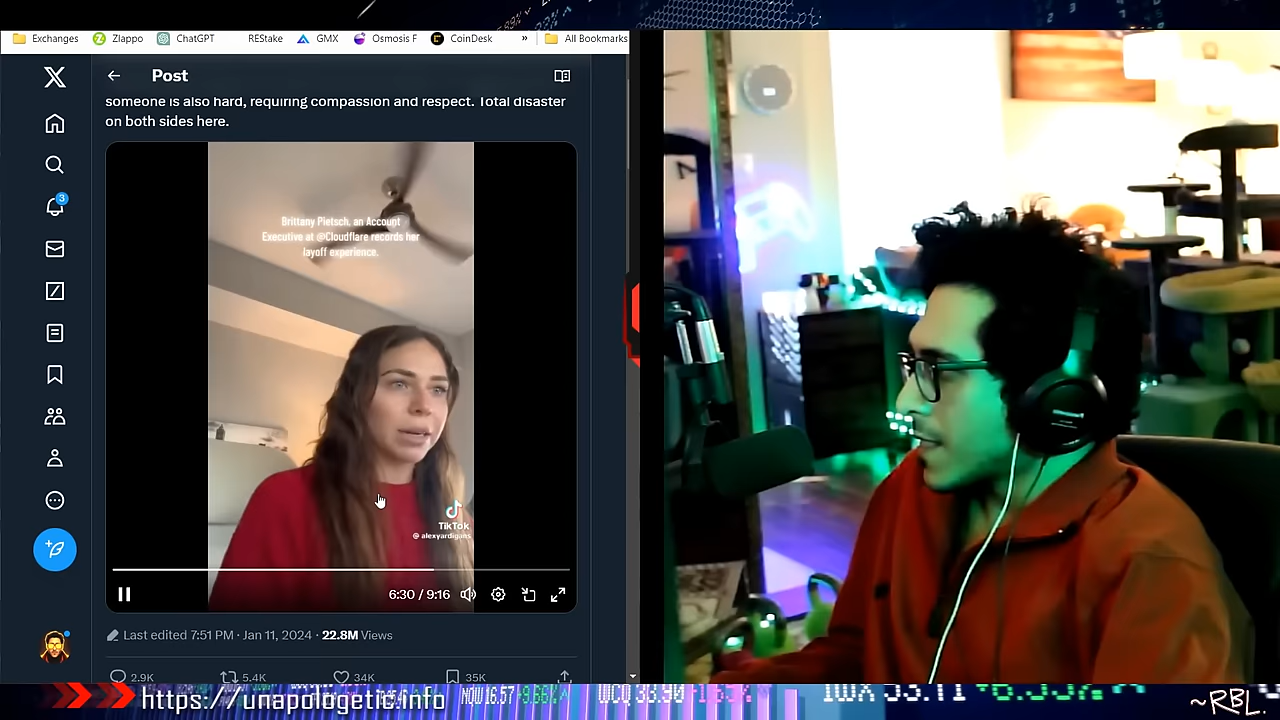 Exchanges
Zlappo
ChatGPT
REStake
GMX
Osmosis F
CoinDesk
»
All Bookmarks
Post
someone is also hard, requiring compassion and respect. Total disaster
on both sides here.
3
Brittany Pietsch, an Account
Executive at @Cloudflare records her
layoff experience.
TikTok
@ alexyardigans
6:30 / 9:16
Last edited 7:51 PM · Jan 11, 2024 · 22.8M Views
2.9K
5.4K
34K
35K
https://unapologetic.info
~RBL.